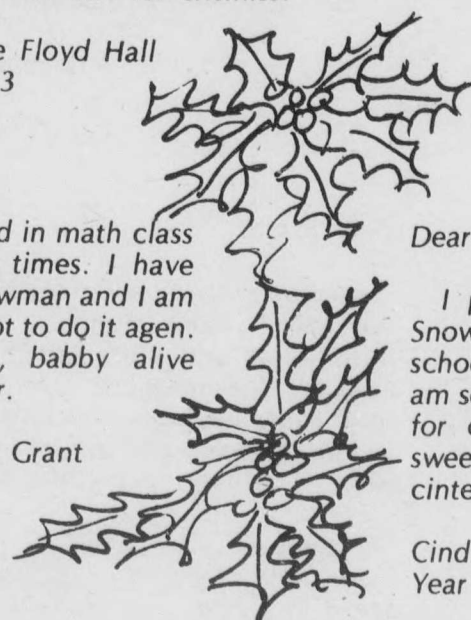 e Floyd Hall
3
d in math class
times. I have
wman and I am
ot to do it agen.
, babby alive
r.
Grant
Dear
I
Snow
schoo
am s
for
sweet
cinte
Cind
Year